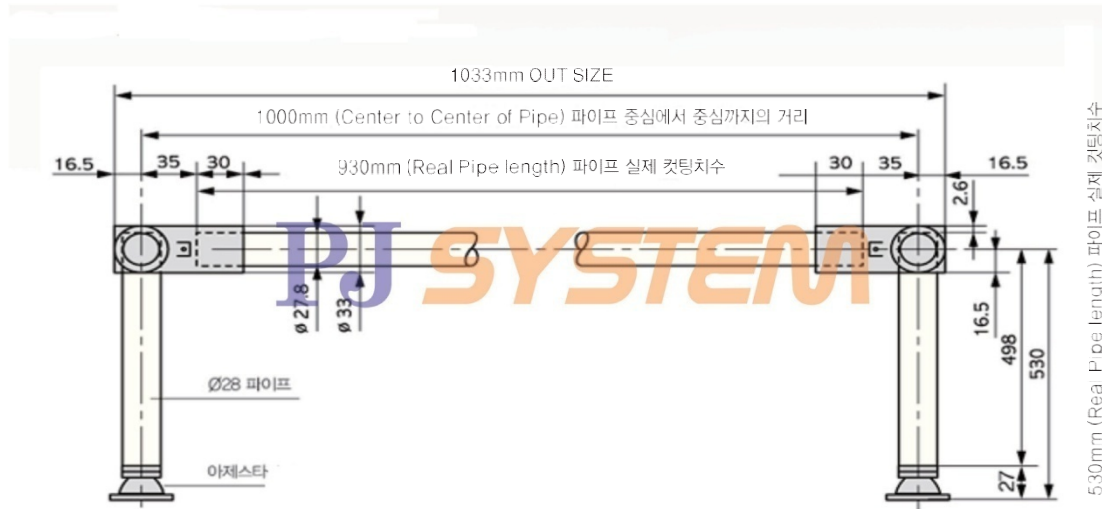 1033mm OUT SIZE
1000mm (Center to Center of Pipe) 파이프 중심에서 중심까지의 거리
16.5 35 30 930mm (Real Pipe length) 파이프 실제 컷팅치수 30 35 16.5
2.6
PJ SYSTEM
ø 27.8
ø 33
16.5
498
530
530mm (Real Pipe length) 파이프 실제 컷팅치수
Ø28 파이프
아제스타
27